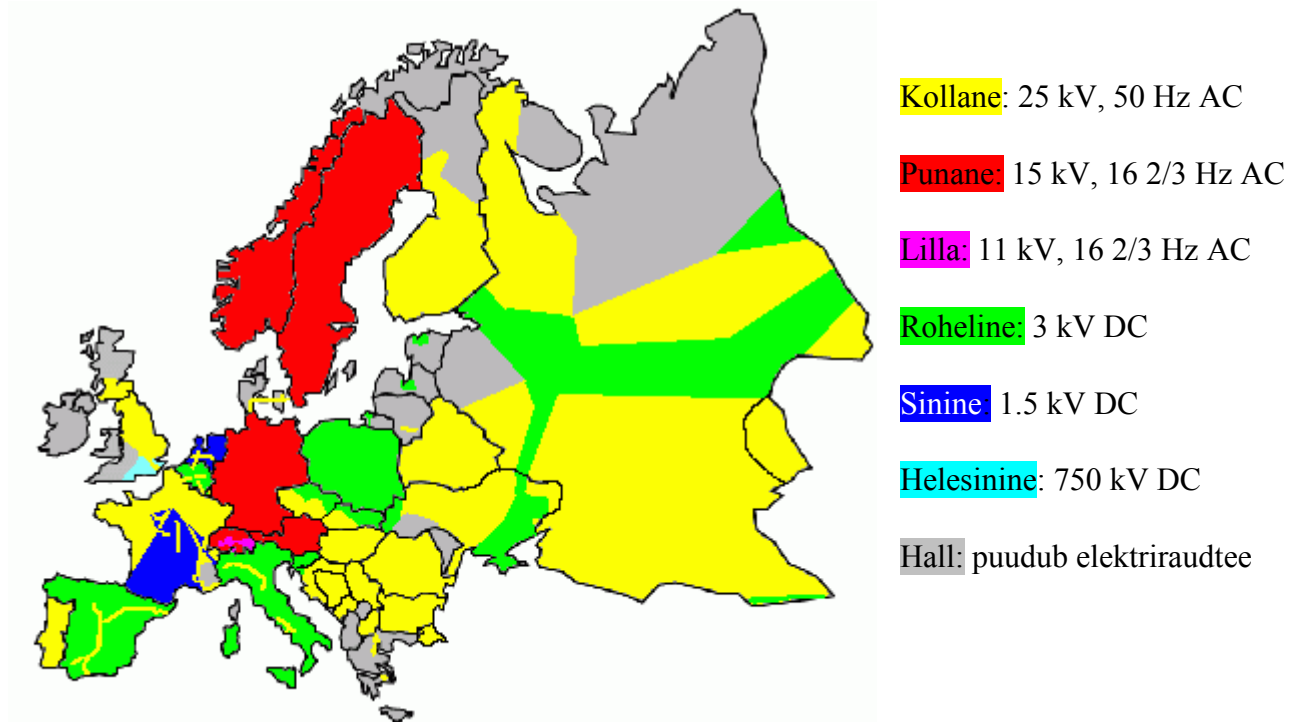 Kollane: 25 kV, 50 Hz AC
Punane: 15 kV, 16 2/3 Hz AC
Lilla: 11 kV, 16 2/3 Hz AC
Roheline: 3 kV DC
Sinine: 1.5 kV DC
Helesinine: 750 kV DC
Hall: puudub elektriraudtee